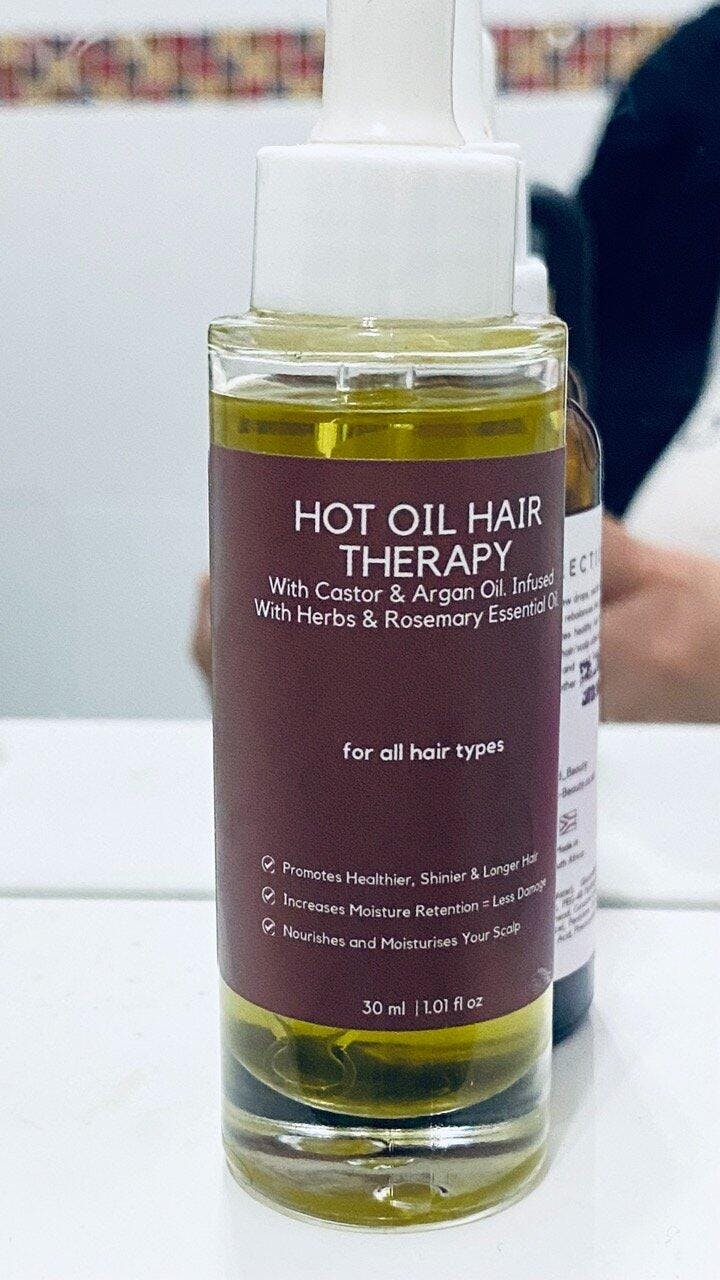 HOT OIL HAIR
THERAPY
With Castor & Argan Oil. Infused
With Herbs & Rosemary Essential Oil.
for all hair types
Promotes Healthier, Shinier & Longer Hair
Increases Moisture Retention = Less Damage
Nourishes and Moisturises Your Scalp
30 ml | 1.01 fl oz